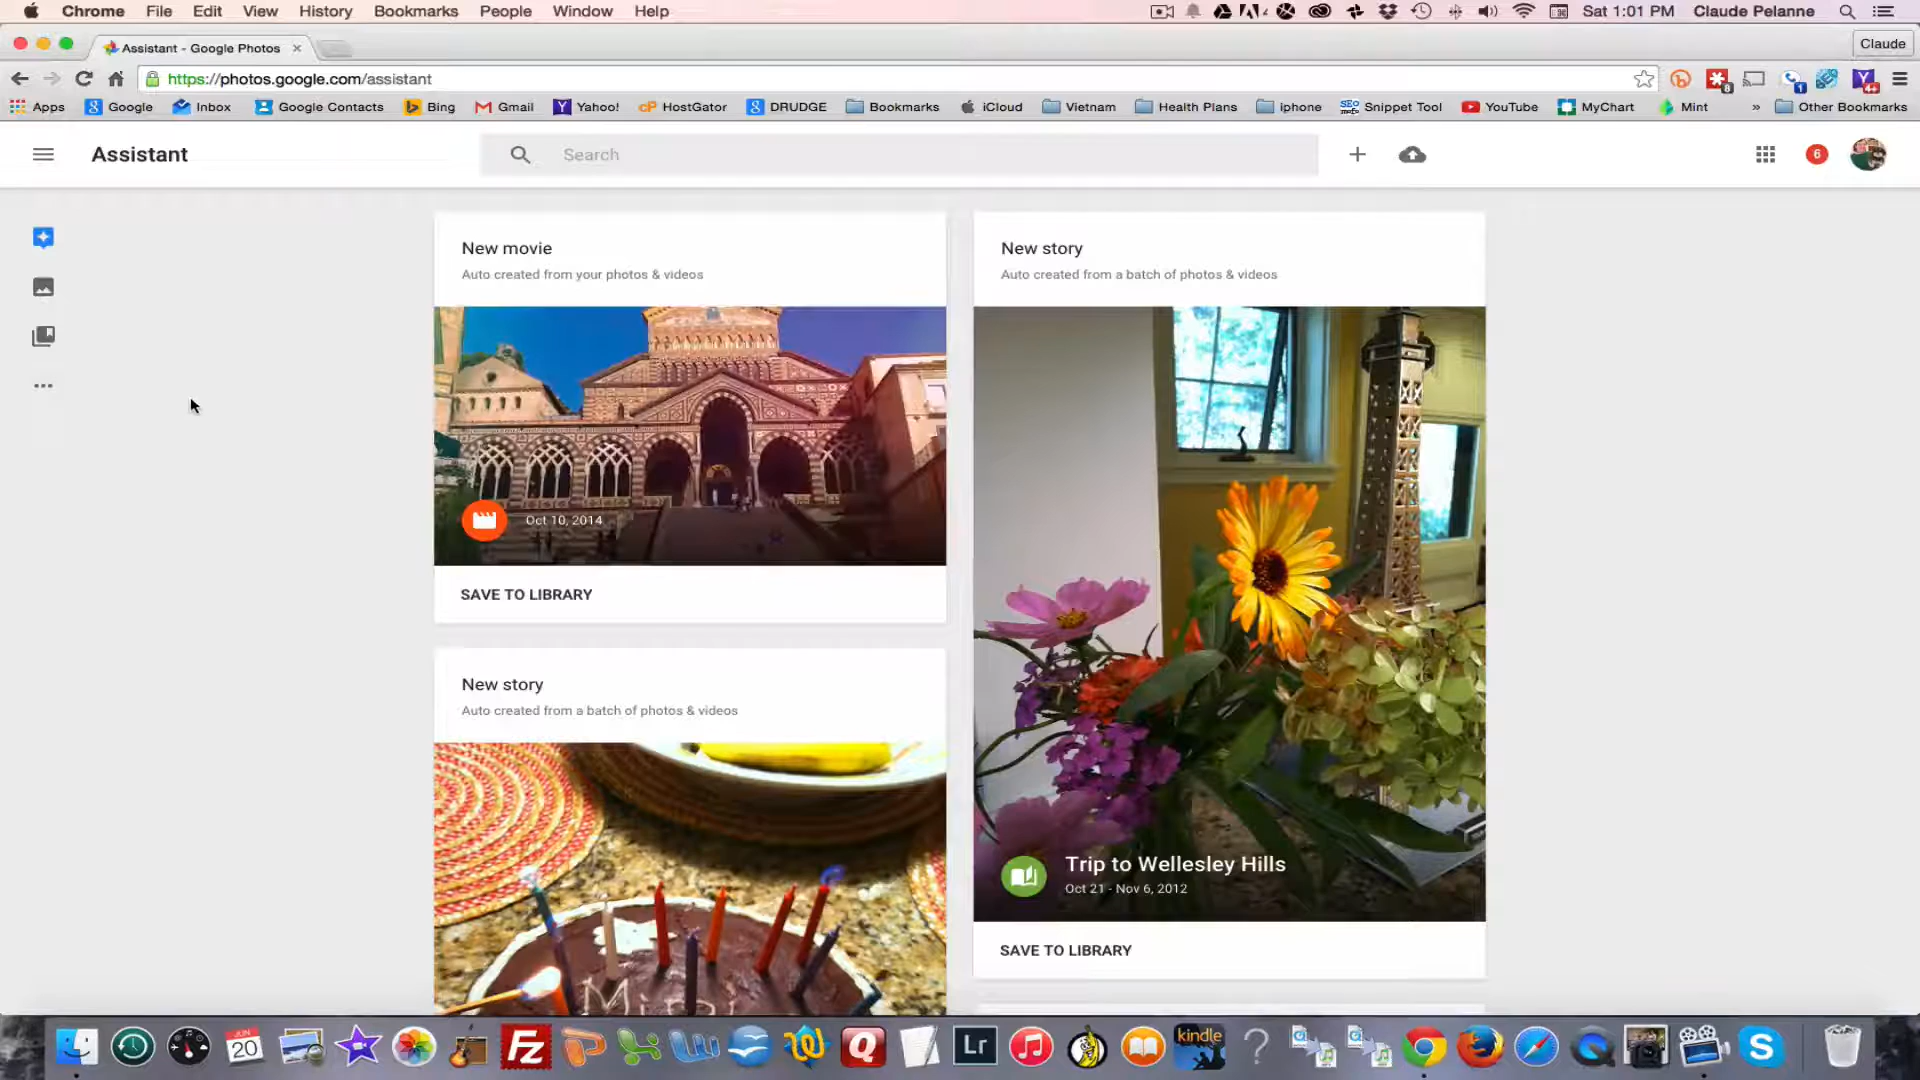 Chrome File Edit View History Bookmarks People Window Help Sat 1:01 PM Claude Pelanne
Assistant - Google Photos Claude
https://photos.google.com/assistant
Apps Google Inbox Google Contacts Bing Gmail Yahoo! HostGator DRUDGE Bookmarks iCloud Vietnam Health Plans iphone Snippet Tool YouTube MyChart Mint » Other Bookmarks
Assistant Search 6
New movie
Auto created from your photos & videos
Oct 10, 2014
SAVE TO LIBRARY
New story
Auto created from a batch of photos & videos
New story
Auto created from a batch of photos & videos
Trip to Wellesley Hills
Oct 21 - Nov 6, 2012
SAVE TO LIBRARY
JUN
20
Fz
Lr
kindle